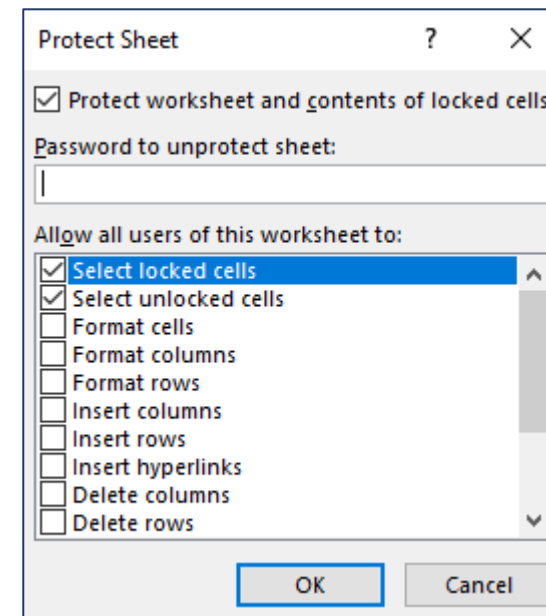 Protect Sheet ?
Protect worksheet and contents of locked cells
Password to unprotect sheet:
Allow all users of this worksheet to:
Select locked cells
Select unlocked cells
Format cells
Format columns
Format rows
Insert columns
Insert rows
Insert hyperlinks
Delete columns
Delete rows
OK Cancel